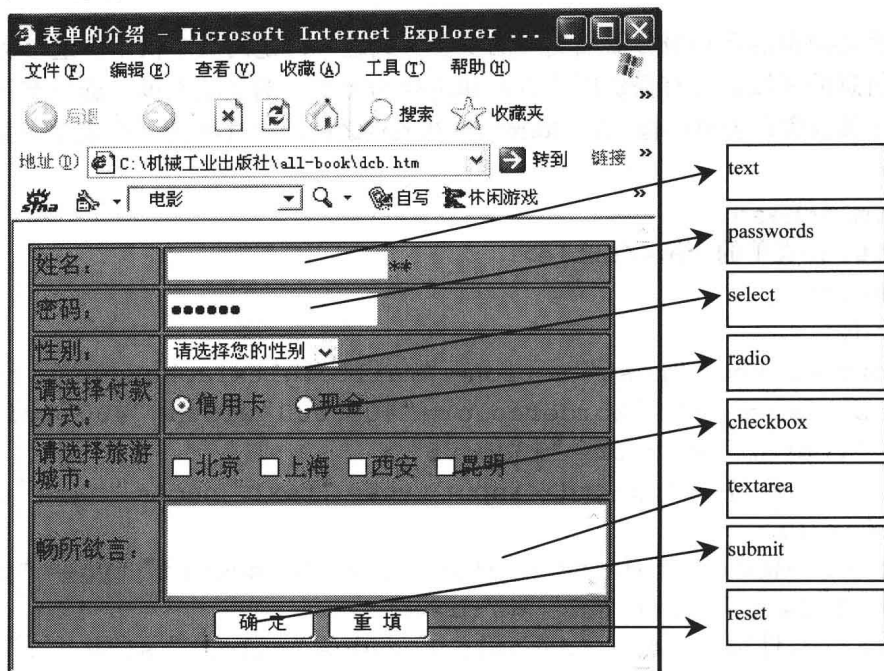 表单的介绍 - Microsoft Internet Explorer ...
文件(F) 编辑(E) 查看(V) 收藏(A) 工具(T) 帮助(H)
后退 搜索 收藏夹 »
地址(D) C:\机械工业出版社\all-book\dcb.htm 转到 链接 »
sina 电影 自写 休闲游戏 »
姓名: **
密码: ●●●●●●
性别: 请选择您的性别
请选择付款
方式: 信用卡 现金
请选择旅游
城市: 北京 上海 西安 昆明
畅所欲言:
确 定 重 填
text
passwords
select
radio
checkbox
textarea
submit
reset